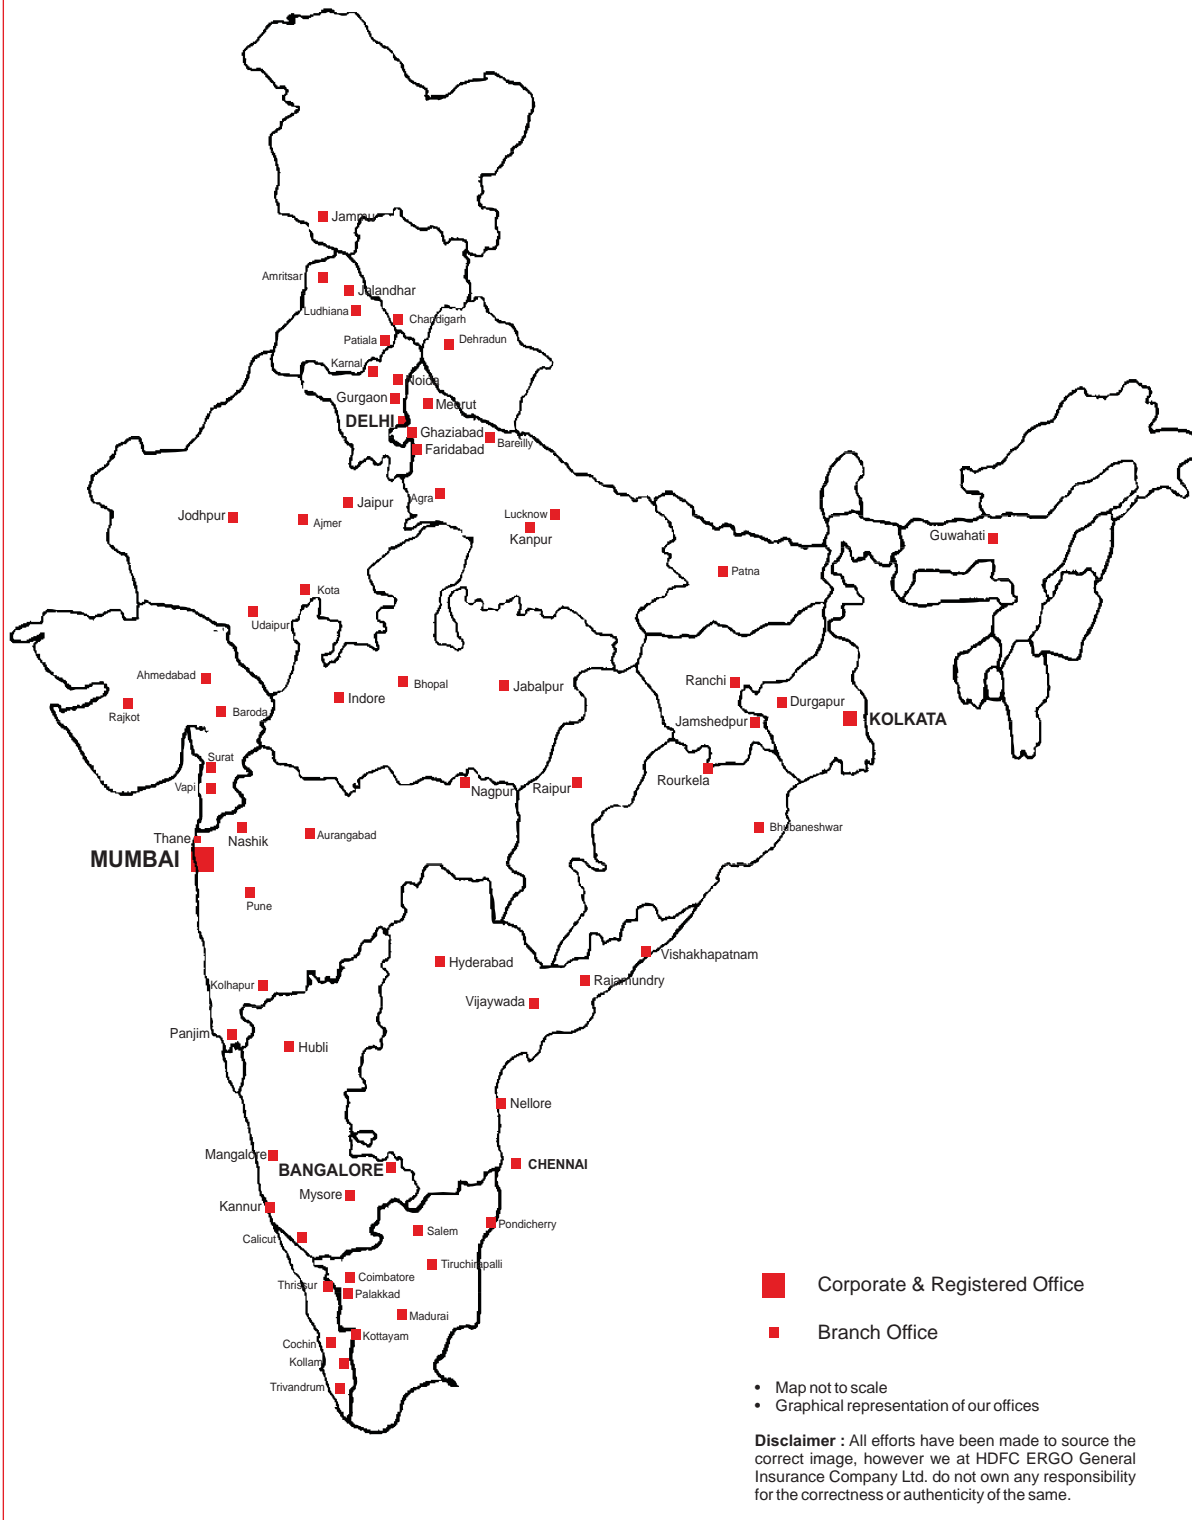 Jammu
Amritsar
Jalandhar
Ludhiana
Chandigarh
Patiala
Dehradun
Karnal
Noida
Gurgaon
Meerut
DELHI
Ghaziabad
Bareilly
Faridabad
Agra
Jaipur
Lucknow
Jodhpur
Ajmer
Kanpur
Guwahati
Patna
Kota
Udaipur
Ahmedabad
Bhopal
Jabalpur
Ranchi
Indore
Durgapur
Rajkot
Baroda
Jamshedpur
KOLKATA
Surat
Vapi
Nagpur
Raipur
Rourkela
Thane
Nashik
Aurangabad
Bhubaneshwar
MUMBAI
Pune
Vishakhapatnam
Hyderabad
Rajamundry
Kolhapur
Vijaywada
Panjim
Hubli
Nellore
Mangalore
BANGALORE
CHENNAI
Mysore
Kannur
Pondicherry
Salem
Calicut
Tiruchirapalli
Coimbatore
Thrissur
Palakkad
Madurai
Kottayam
Cochin
Kollam
Trivandrum
Corporate & Registered Office
Branch Office
• Map not to scale
• Graphical representation of our offices
Disclaimer : All efforts have been made to source the
correct image, however we at HDFC ERGO General
Insurance Company Ltd. do not own any responsibility
for the correctness or authenticity of the same.